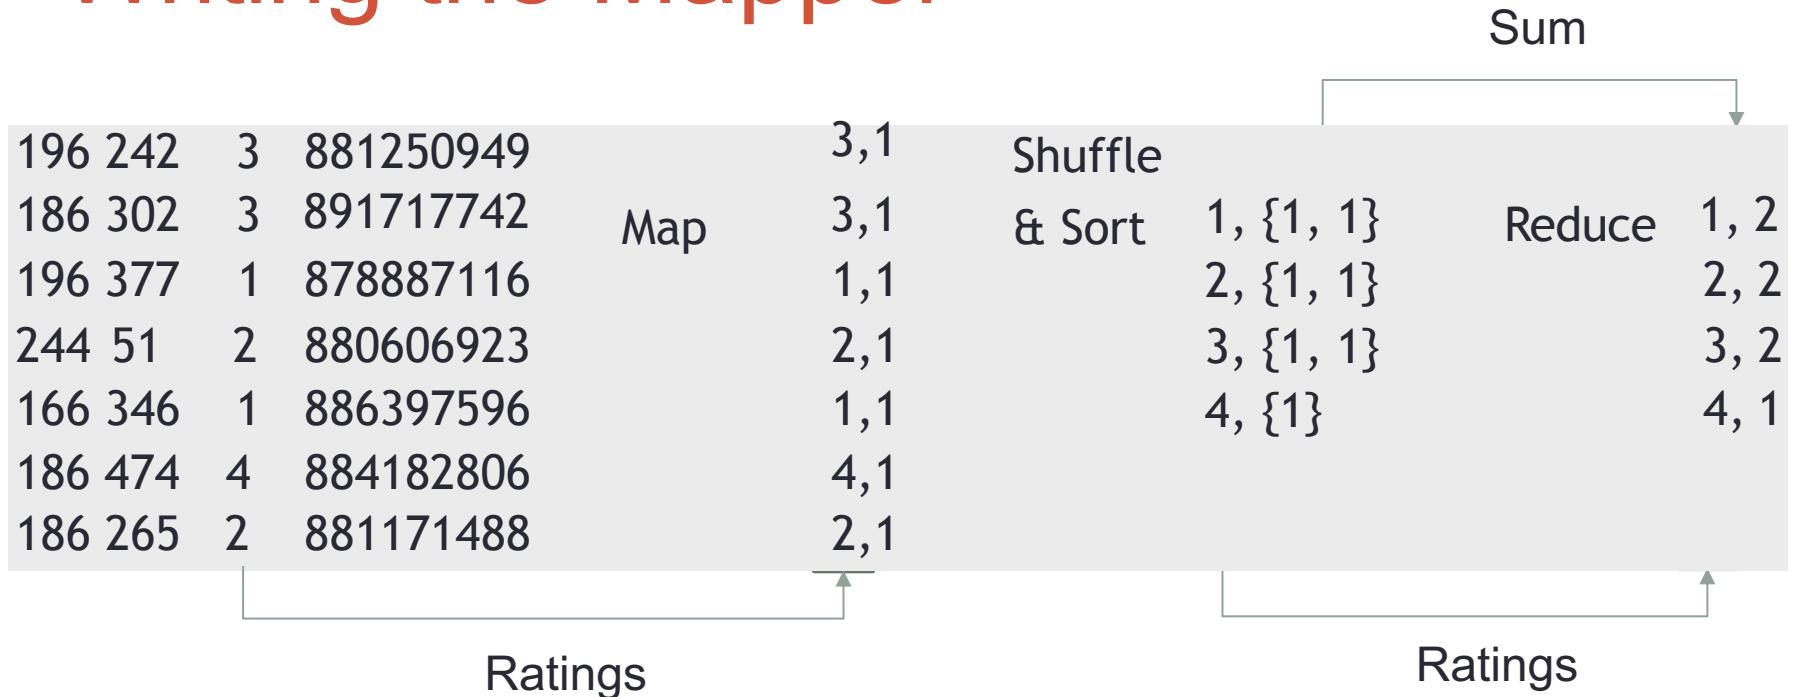 Writing the Mapper
Sum
196 242 3 881250949 3,1 Shuffle
186 302 3 891717742 Map 3,1 & Sort 1, {1, 1} Reduce 1, 2
196 377 1 878887116 1,1 2, {1, 1} 2, 2
244 51 2 880606923 2,1 3, {1, 1} 3, 2
166 346 1 886397596 1,1 4, {1} 4, 1
186 474 4 884182806 4,1
186 265 2 881171488 2,1
Ratings Ratings